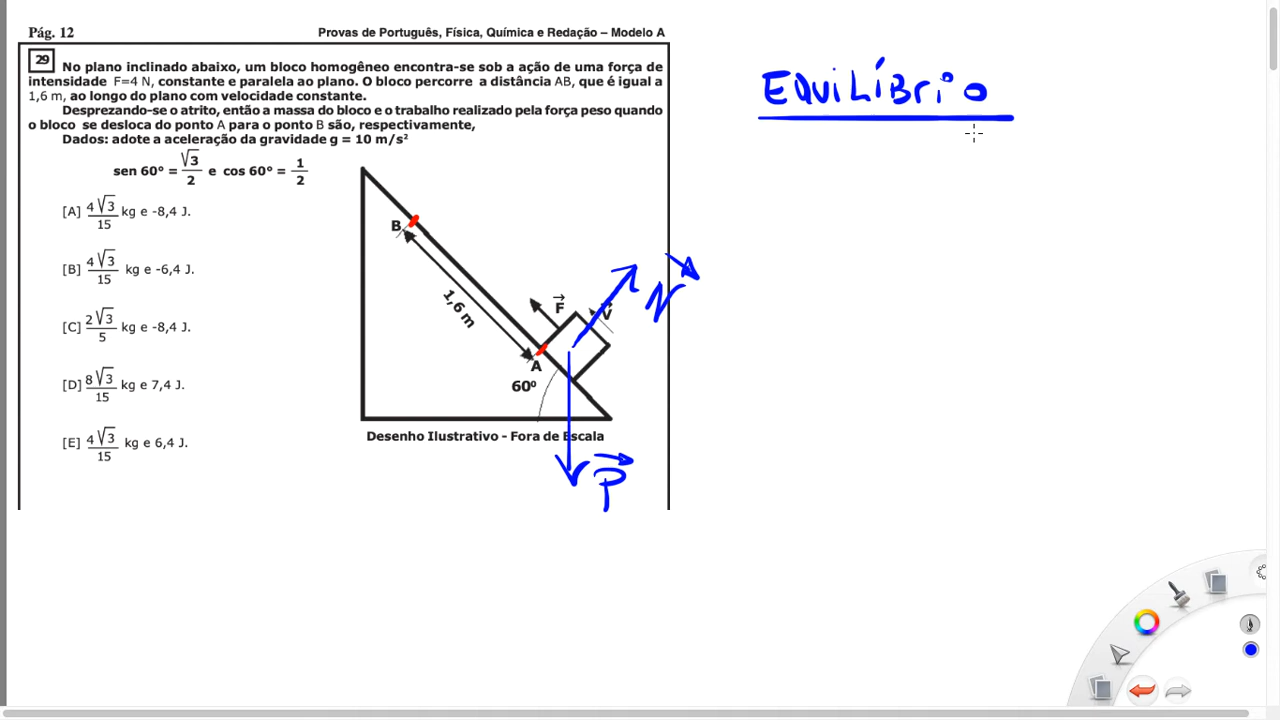 Pág. 12
Provas de Português, Física, Química e Redação – Modelo A
29
No plano inclinado abaixo, um bloco homogêneo encontra-se sob a ação de uma força de
intensidade F=4 N, constante e paralela ao plano. O bloco percorre a distância AB, que é igual a
1,6 m, ao longo do plano com velocidade constante.
Desprezando-se o atrito, então a massa do bloco e o trabalho realizado pela força peso quando
o bloco se desloca do ponto A para o ponto B são, respectivamente,
Dados: adote a aceleração da gravidade g = 10 m/s²
sen 60° = √3/2 e cos 60° = 1/2
[A] 4√3/15 kg e -8,4 J.
[B] 4√3/15 kg e -6,4 J.
[C] 2√3/5 kg e -8,4 J.
[D] 8√3/15 kg e 7,4 J.
[E] 4√3/15 kg e 6,4 J.
B
1,6 m
F
V
A
60º
N
P
Desenho Ilustrativo - Fora de Escala
EQUILÍBRIO